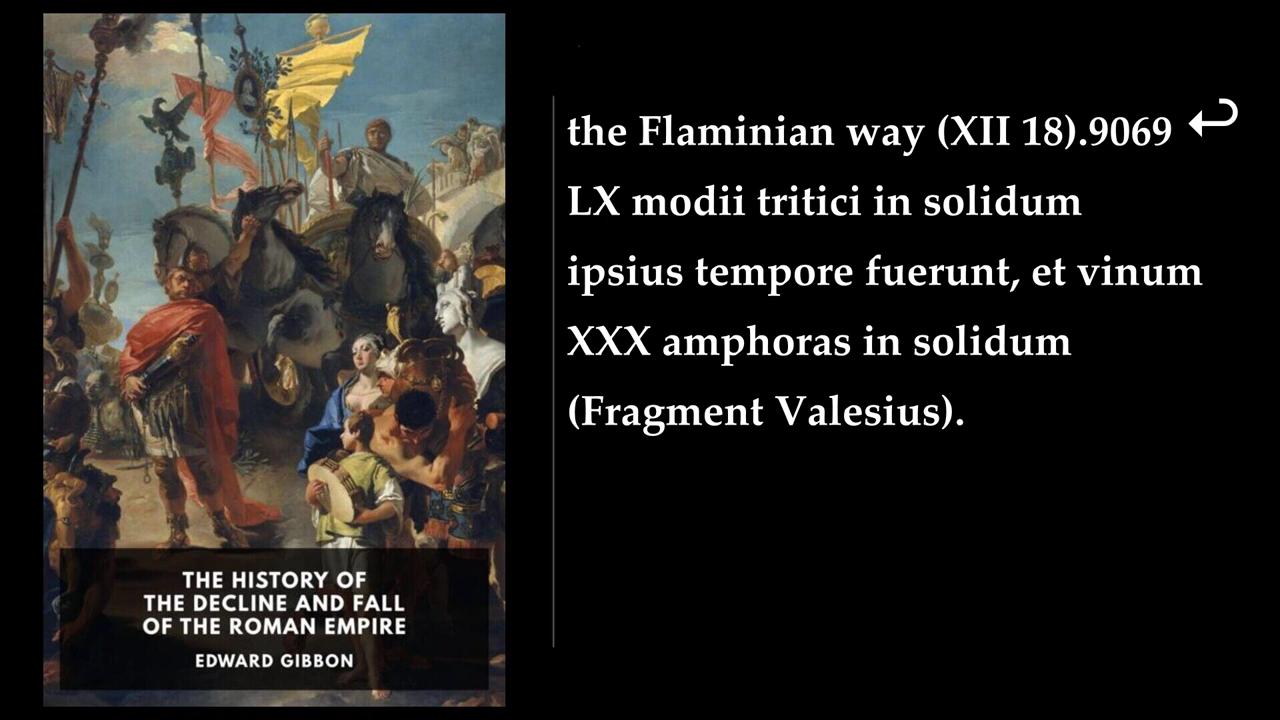 THE HISTORY OF
THE DECLINE AND FALL
OF THE ROMAN EMPIRE
EDWARD GIBBON
the Flaminian way (XII 18).9069 ↩
LX modii tritici in solidum
ipsius tempore fuerunt, et vinum
XXX amphoras in solidum
(Fragment Valesius).